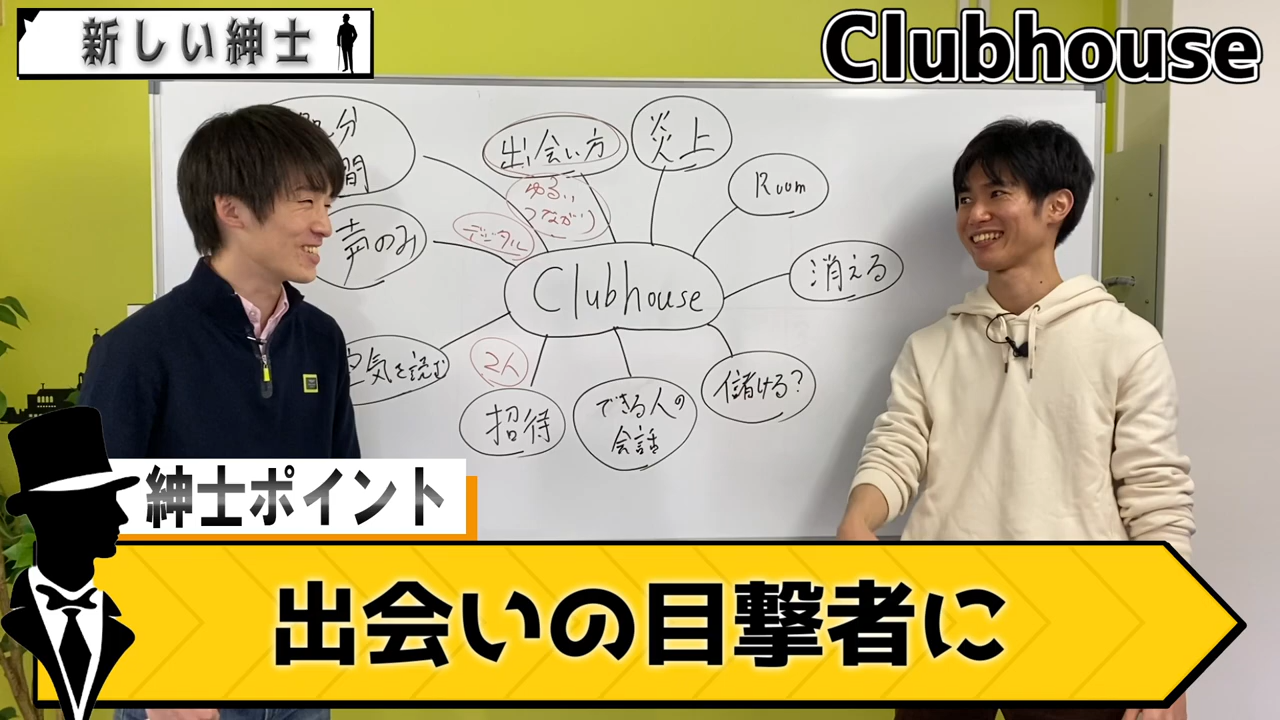 新しい紳士
Clubhouse
分
間
出会い方
炎上
Room
ゆるい
つながり
デジタル
声のみ
消える
Clubhouse
空気を読む
2人
招待
できる人の
会話
儲ける?
紳士ポイント
出会いの目撃者に